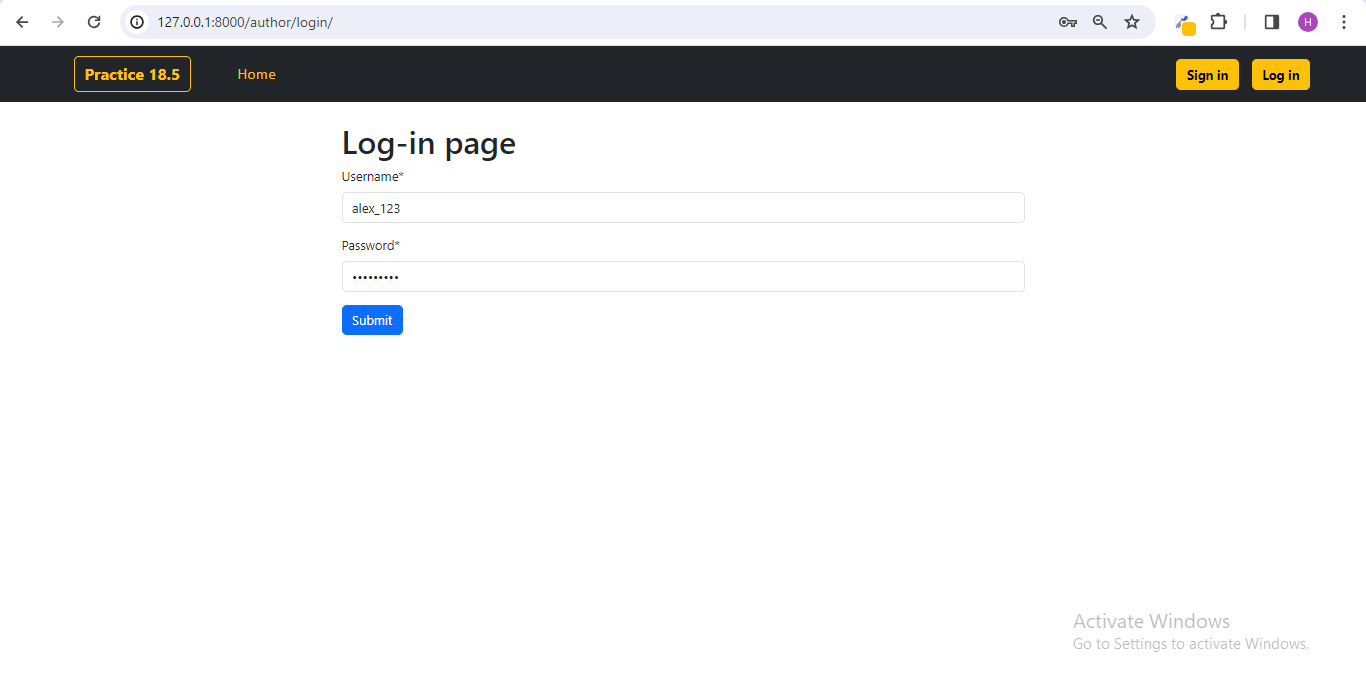 127.0.0.1:8000/author/login/
H
Practice 18.5 Home Sign in Log in
Log-in page
Username*
alex_123
Password*
•••••••••
Submit
Activate Windows
Go to Settings to activate Windows.